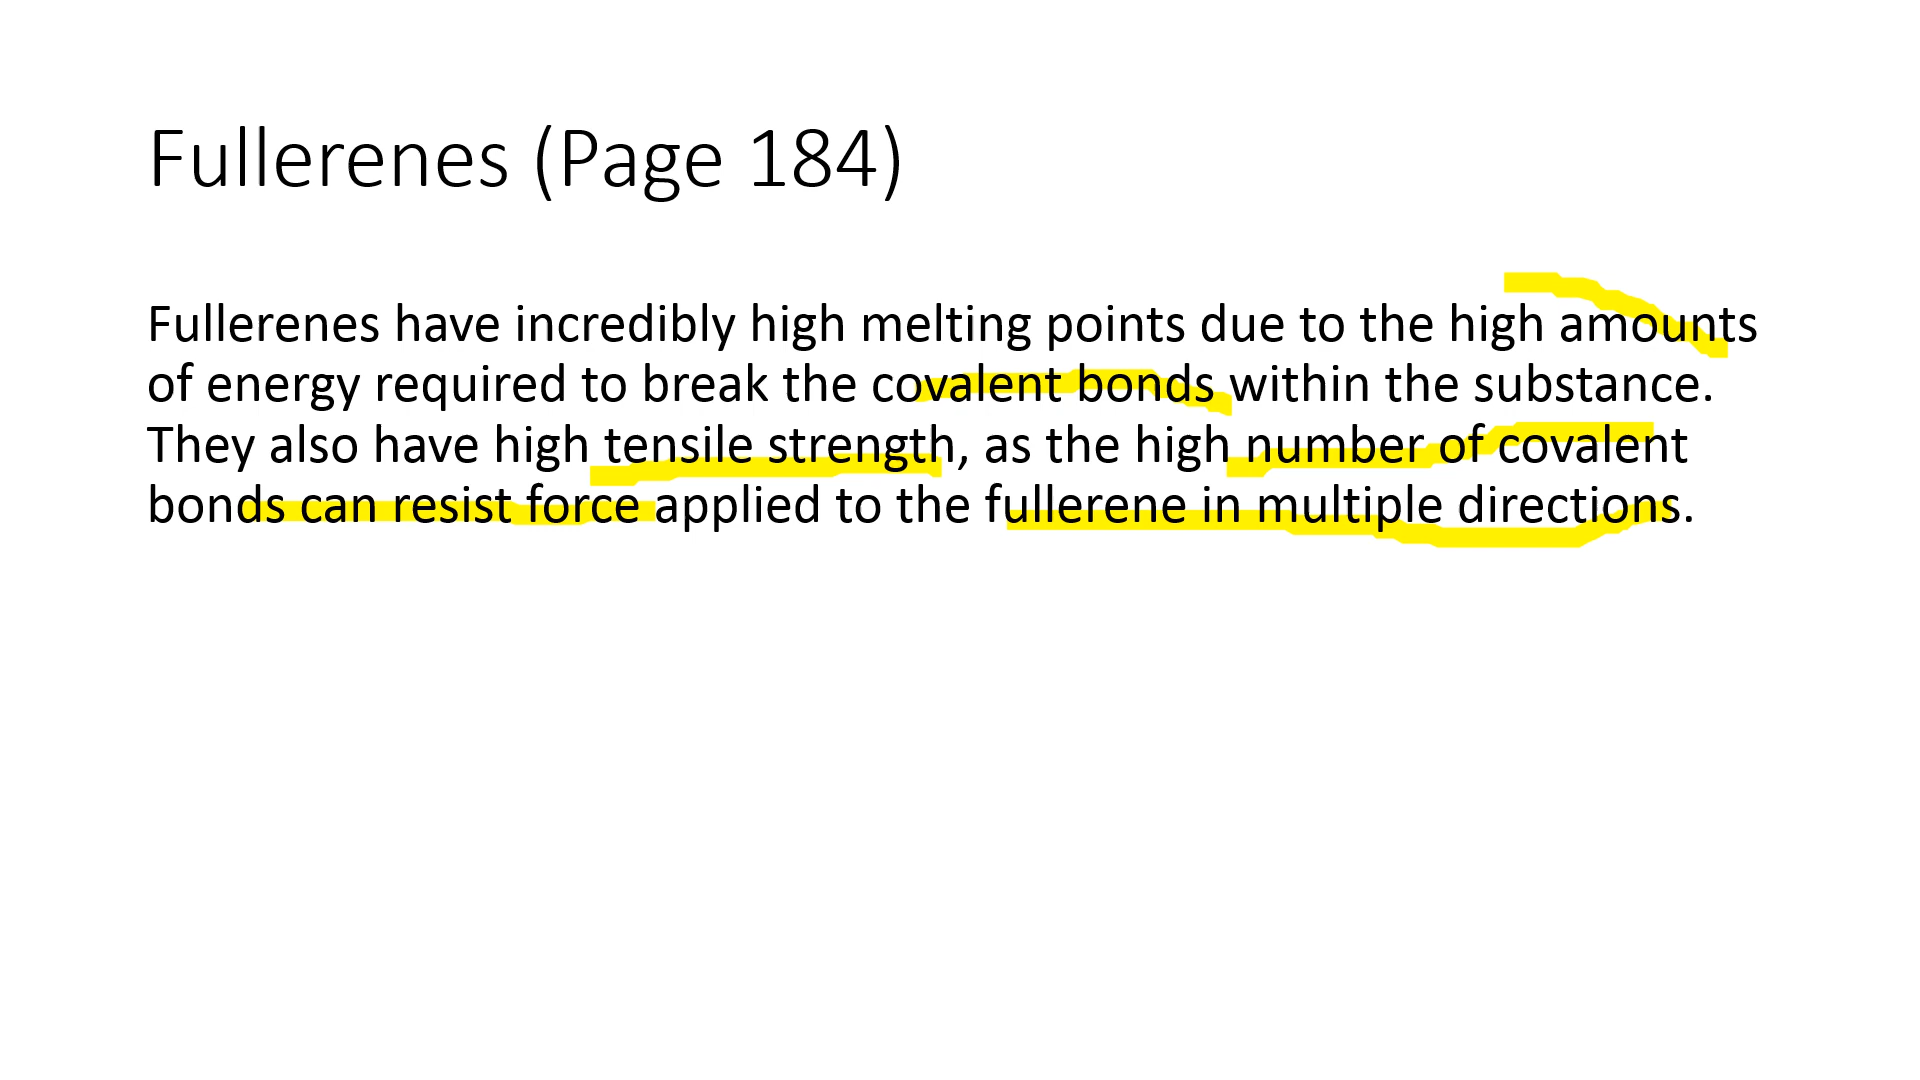 Fullerenes (Page 184)
Fullerenes have incredibly high melting points due to the high amounts
of energy required to break the covalent bonds within the substance.
They also have high tensile strength, as the high number of covalent
bonds can resist force applied to the fullerene in multiple directions.